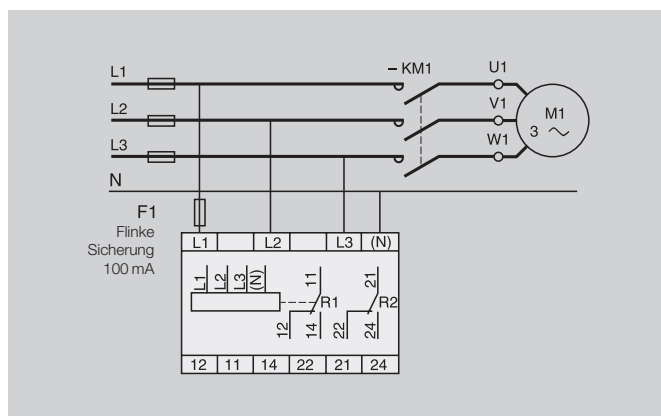 L1
– KM1
U1
L2
V1
M1
3
L3
W1
N
F1
Flinke
Sicherung
100 mA
L1 L2 L3 (N)
L1 L2 L3 (N)
11
21
R1
R2
12
14
22
24
12 11 14 22 21 24